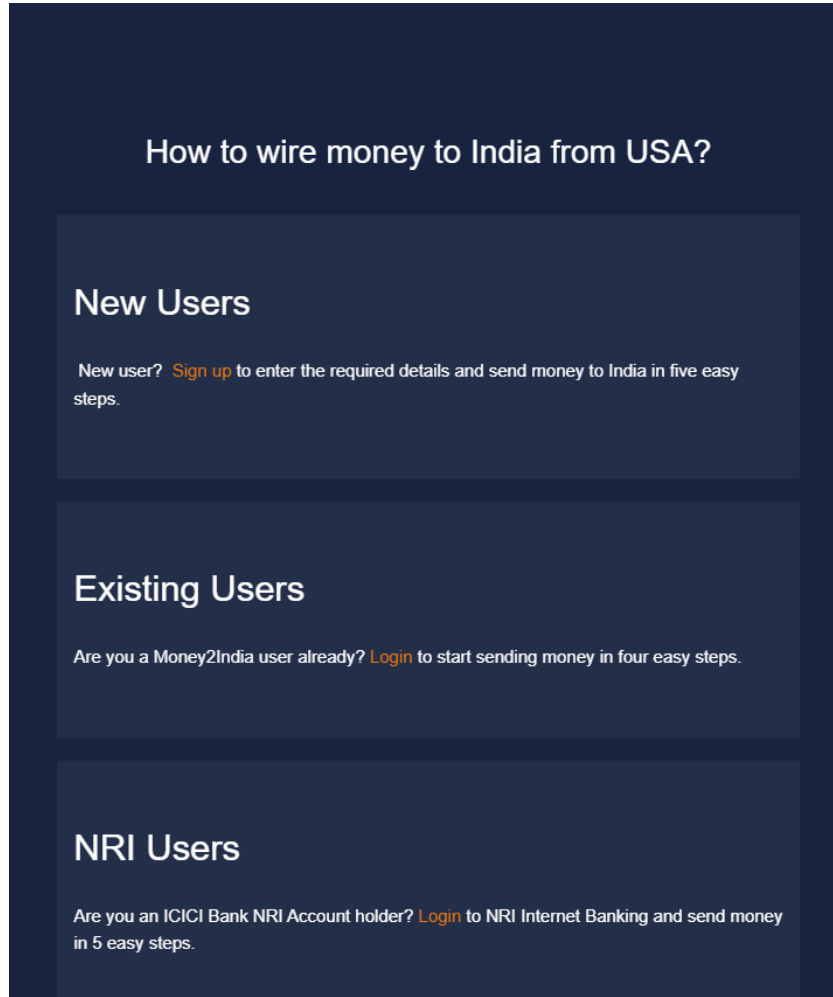 How to wire money to India from USA?
New Users
New user? Sign up to enter the required details and send money to India in five easy
steps.
Existing Users
Are you a Money2India user already? Login to start sending money in four easy steps.
NRI Users
Are you an ICICI Bank NRI Account holder? Login to NRI Internet Banking and send money
in 5 easy steps.